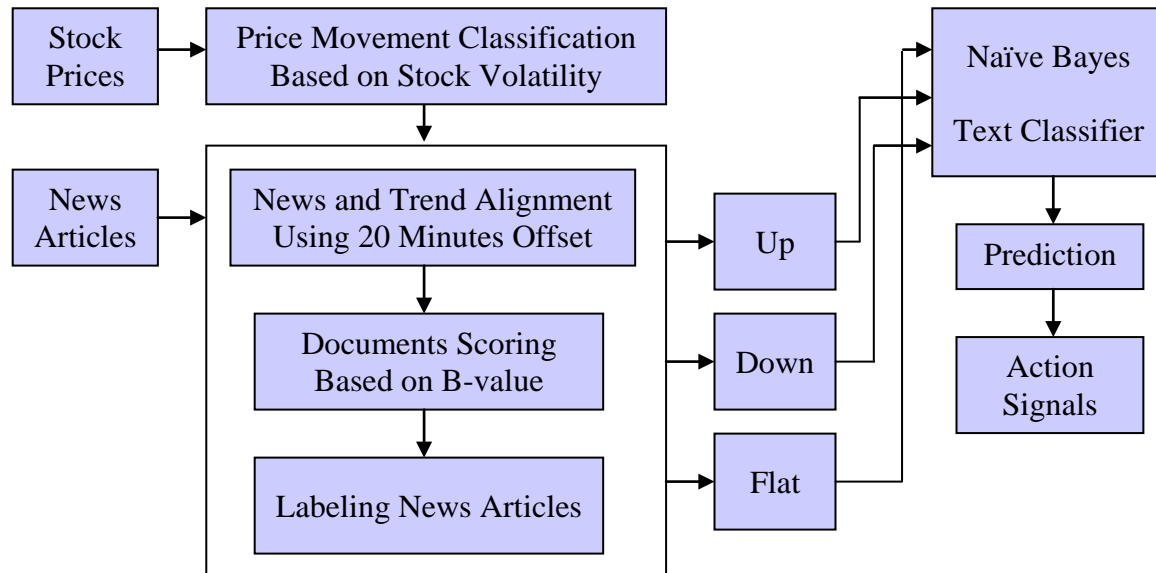 Stock
Prices
Price Movement Classification
Based on Stock Volatility
News
Articles
News and Trend Alignment
Using 20 Minutes Offset
Documents Scoring
Based on B-value
Labeling News Articles
Up
Down
Flat
Naïve Bayes
Text Classifier
Prediction
Action
Signals